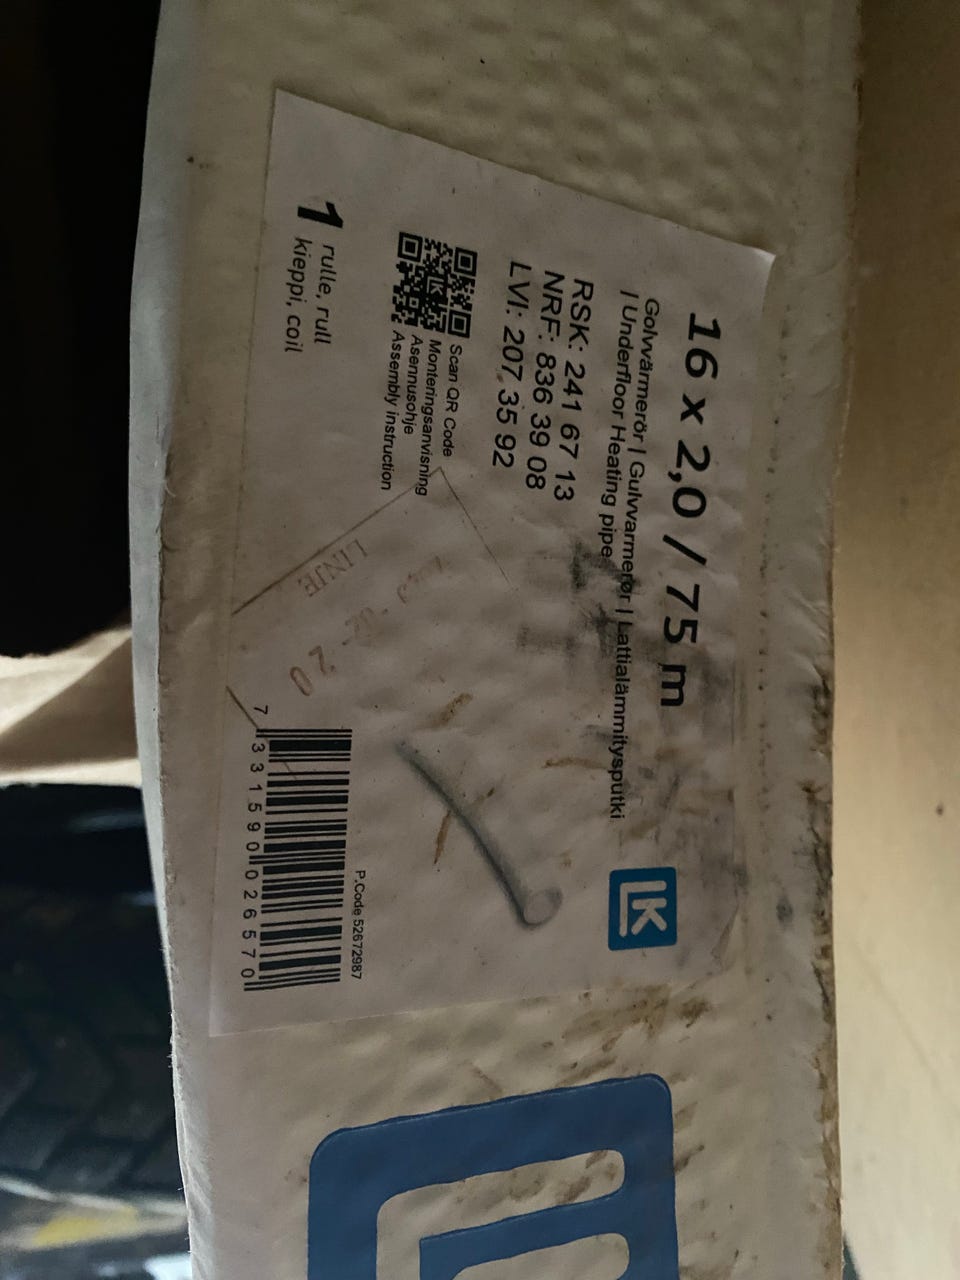 16 x 2,0 / 75 m
LK
Golvvärmerör | Gulvvarmerør | Lattialämmitysputki
| Underfloor Heating pipe
RSK: 241 67 13
NRF: 836 39 08
LVI: 207 35 92
Scan QR Code
Monteringsanvisning
Asennusohje
Assembly instruction
LK
1 rulle, rull
kieppi, coil
LINJE
P.Code 52672987
7 331590 026570